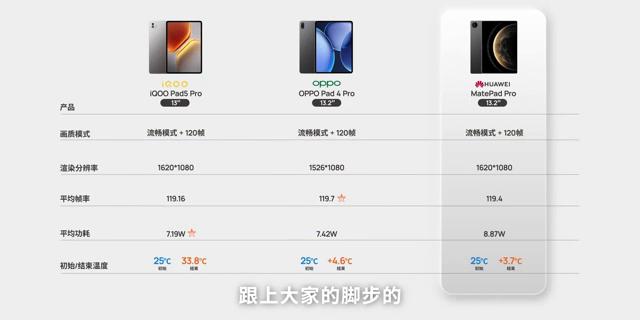 iQOO
oppo
HUAWEI
iQOO Pad5 Pro
OPPO Pad 4 Pro
MatePad Pro
产品
13"
13.2"
13.2"
画质模式
流畅模式 + 120帧
流畅模式 + 120帧
流畅模式 + 120帧
渲染分辨率
1620*1080
1526*1080
1620*1080
平均帧率
119.16
119.7
119.4
平均功耗
7.19W
7.42W
8.87W
初始/结束温度
25℃ 33.8℃
25℃ +4.6℃
25℃ +3.7℃
初始 结束
初始 结束
初始 结束
跟上大家的脚步的